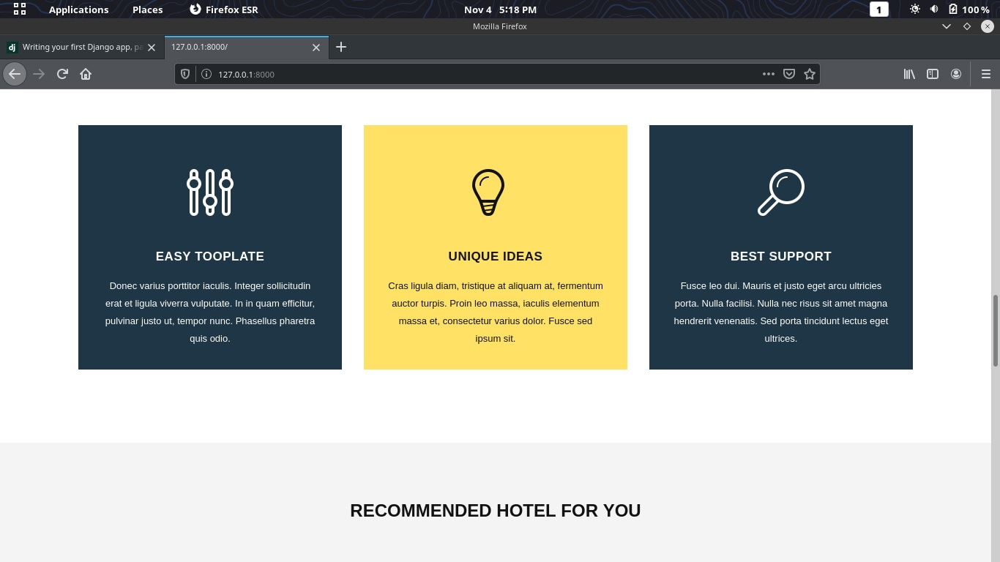 Applications Places Firefox ESR Nov 4 5:18 PM 1 100 %
Mozilla Firefox
dj Writing your first Django app, pa 127.0.0.1:8000/
127.0.0.1:8000
EASY TOOPLATE
Donec varius porttitor iaculis. Integer sollicitudin
erat et ligula viverra vulputate. In in quam efficitur,
pulvinar justo ut, tempor nunc. Phasellus pharetra
quis odio.
UNIQUE IDEAS
Cras ligula diam, tristique at aliquam at, fermentum
auctor turpis. Proin leo massa, iaculis elementum
massa et, consectetur varius dolor. Fusce sed
ipsum sit.
BEST SUPPORT
Fusce leo dui. Mauris et justo eget arcu ultricies
porta. Nulla facilisi. Nulla nec risus sit amet magna
hendrerit venenatis. Sed porta tincidunt lectus eget
ultrices.
RECOMMENDED HOTEL FOR YOU